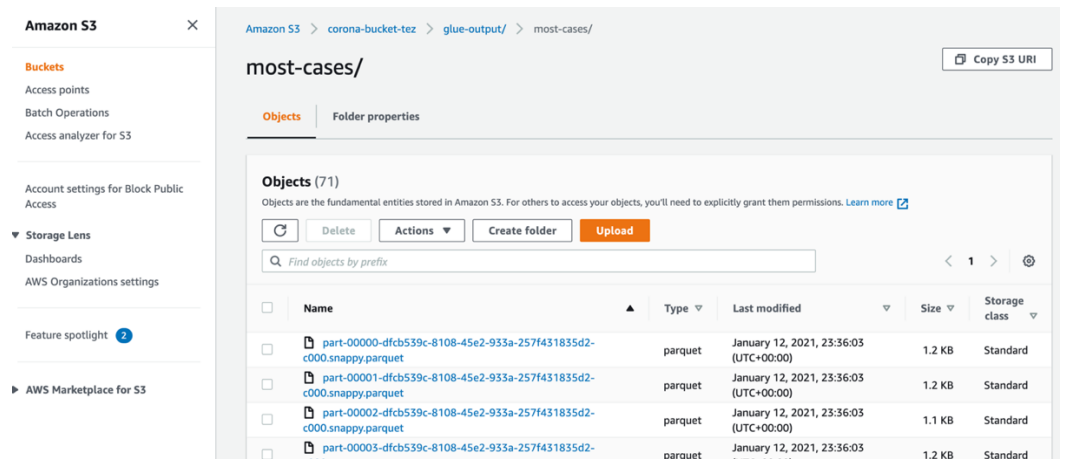 Amazon S3
Buckets
Access points
Batch Operations
Access analyzer for S3
Account settings for Block Public
Access
Storage Lens
Dashboards
AWS Organizations settings
Feature spotlight 2
AWS Marketplace for S3
Amazon S3 > corona-bucket-tez > glue-output/ > most-cases/
most-cases/
Copy S3 URI
Objects Folder properties
Objects (71)
Objects are the fundamental entities stored in Amazon S3. For others to access your objects, you'll need to explicitly grant them permissions. Learn more
Delete Actions Create folder Upload
Find objects by prefix
1
Name Type Last modified Size Storage
class
part-00000-dfcb539c-8108-45e2-933a-257f431835d2-
c000.snappy.parquet
parquet
January 12, 2021, 23:36:03
(UTC+00:00)
1.2 KB
Standard
part-00001-dfcb539c-8108-45e2-933a-257f431835d2-
c000.snappy.parquet
parquet
January 12, 2021, 23:36:03
(UTC+00:00)
1.2 KB
Standard
part-00002-dfcb539c-8108-45e2-933a-257f431835d2-
c000.snappy.parquet
parquet
January 12, 2021, 23:36:03
(UTC+00:00)
1.1 KB
Standard
part-00003-dfcb539c-8108-45e2-933a-257f431835d2-
parquet
January 12, 2021, 23:36:03
1.2 KB
Standard